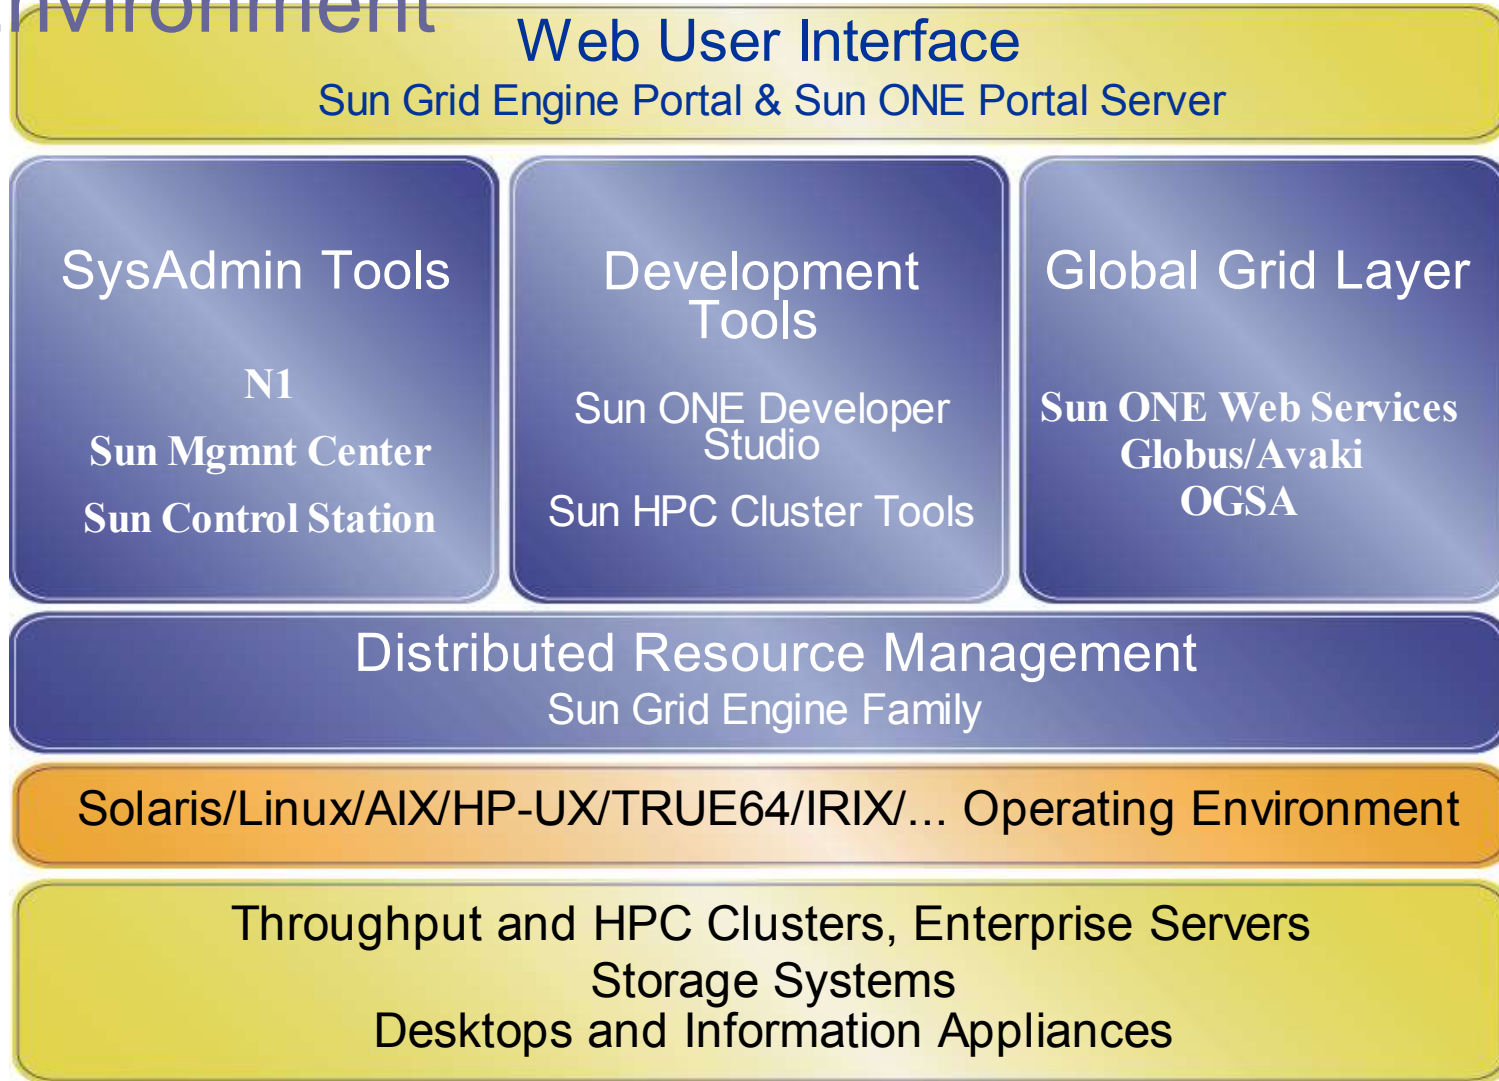 Web User Interface
Sun Grid Engine Portal & Sun ONE Portal Server
SysAdmin Tools
N1
Sun Mgmnt Center
Sun Control Station
Development
Tools
Sun ONE Developer
Studio
Sun HPC Cluster Tools
Global Grid Layer
Sun ONE Web Services
Globus/Avaki
OGSA
Distributed Resource Management
Sun Grid Engine Family
Solaris/Linux/AIX/HP-UX/TRUE64/IRIX/... Operating Environment
Throughput and HPC Clusters, Enterprise Servers
Storage Systems
Desktops and Information Appliances